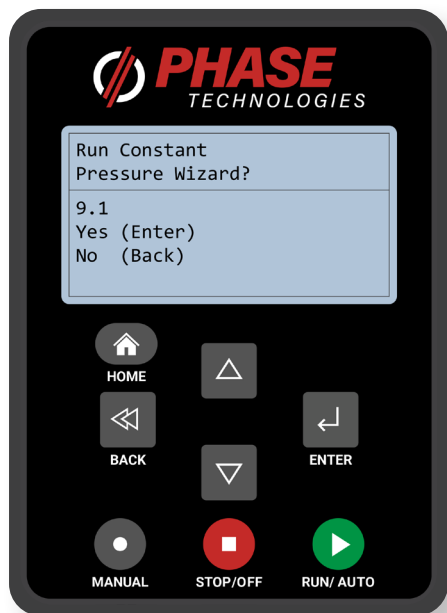 PHASE
TECHNOLOGIES
Run Constant
Pressure Wizard?
9.1
Yes (Enter)
No (Back)
HOME
BACK
ENTER
MANUAL
STOP/OFF
RUN/ AUTO